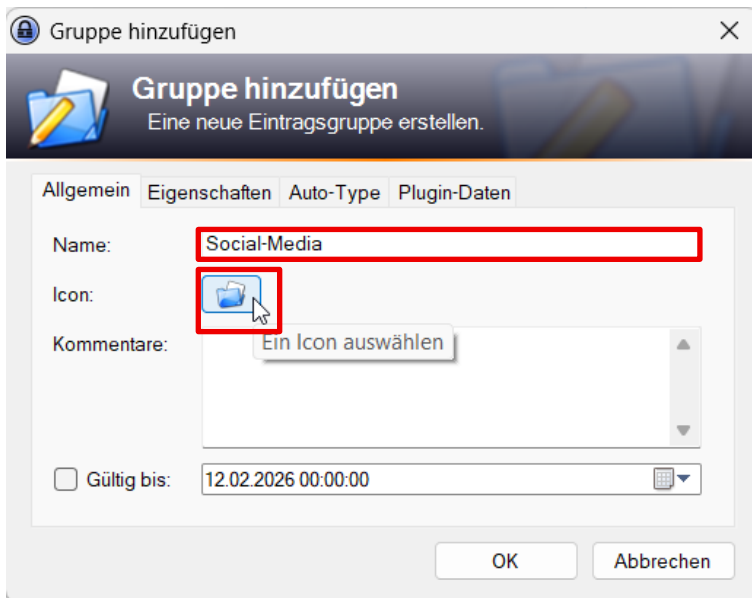 Gruppe hinzufügen
Gruppe hinzufügen
Eine neue Eintragsgruppe erstellen.
Allgemein Eigenschaften Auto-Type Plugin-Daten
Name: Social-Media
Icon:
Ein Icon auswählen
Kommentare:
Gültig bis: 12.02.2026 00:00:00
OK Abbrechen